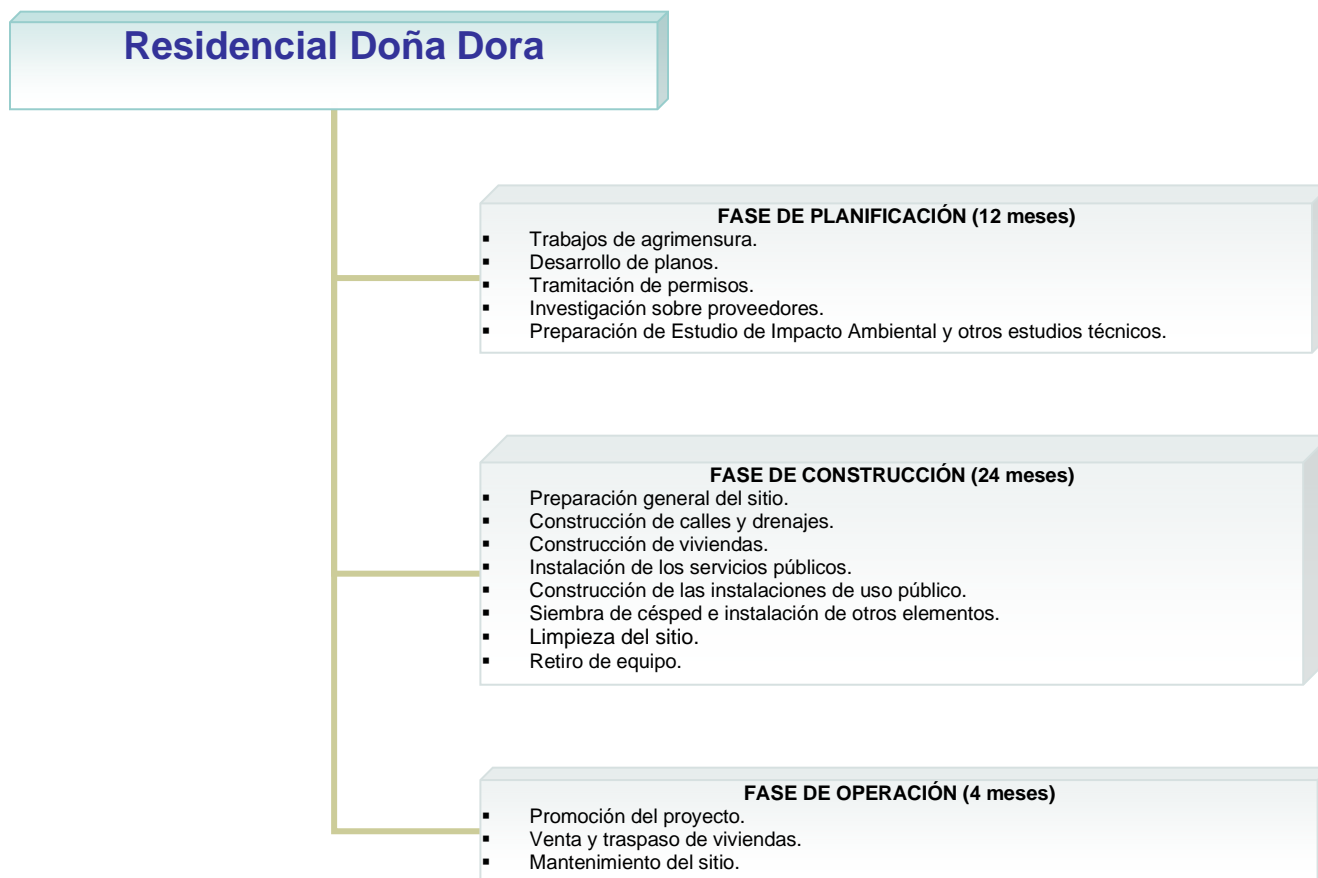 Residencial Doña Dora
FASE DE PLANIFICACIÓN (12 meses)
▪ Trabajos de agrimensura.
▪ Desarrollo de planos.
▪ Tramitación de permisos.
▪ Investigación sobre proveedores.
▪ Preparación de Estudio de Impacto Ambiental y otros estudios técnicos.
FASE DE CONSTRUCCIÓN (24 meses)
▪ Preparación general del sitio.
▪ Construcción de calles y drenajes.
▪ Construcción de viviendas.
▪ Instalación de los servicios públicos.
▪ Construcción de las instalaciones de uso público.
▪ Siembra de césped e instalación de otros elementos.
▪ Limpieza del sitio.
▪ Retiro de equipo.
FASE DE OPERACIÓN (4 meses)
▪ Promoción del proyecto.
▪ Venta y traspaso de viviendas.
▪ Mantenimiento del sitio.